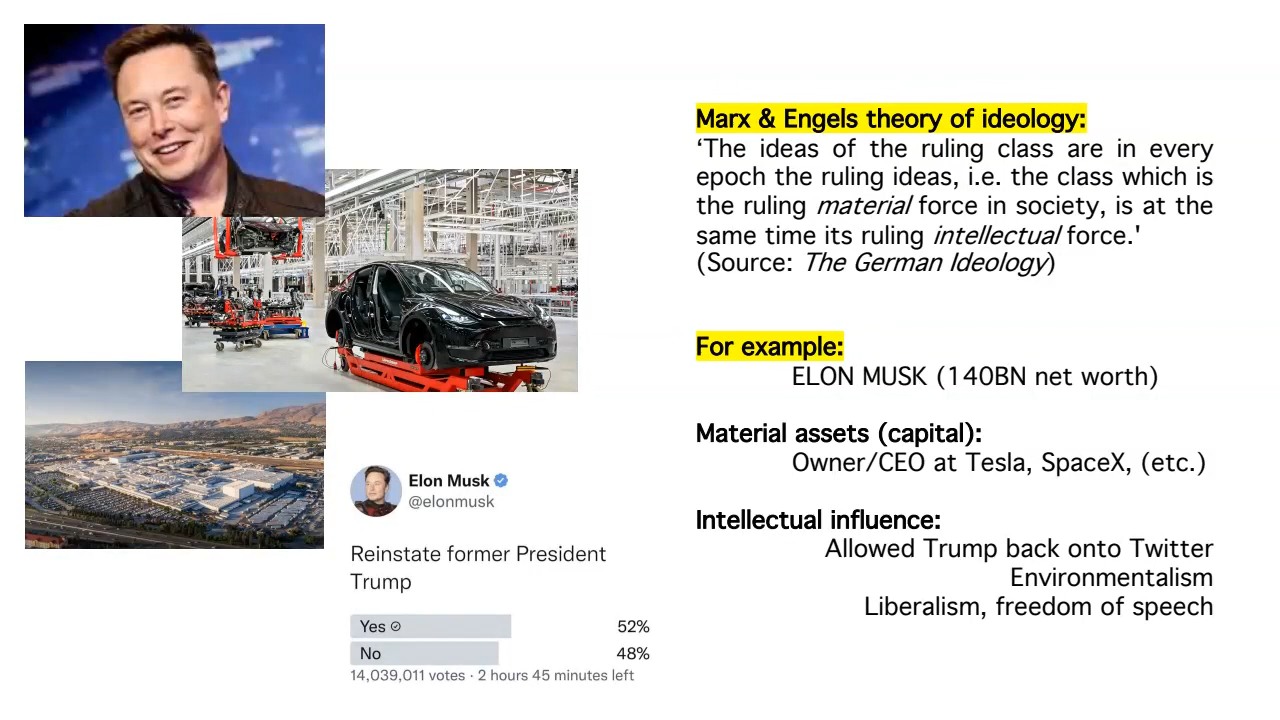 Marx & Engels theory of ideology:
‘The ideas of the ruling class are in every
epoch the ruling ideas, i.e. the class which is
the ruling material force in society, is at the
same time its ruling intellectual force.'
(Source: The German Ideology)
For example:
ELON MUSK (140BN net worth)
Material assets (capital):
Owner/CEO at Tesla, SpaceX, (etc.)
Intellectual influence:
Allowed Trump back onto Twitter
Environmentalism
Liberalism, freedom of speech
Elon Musk
@elonmusk
Reinstate former President
Trump
Yes 52%
No 48%
14,039,011 votes · 2 hours 45 minutes left